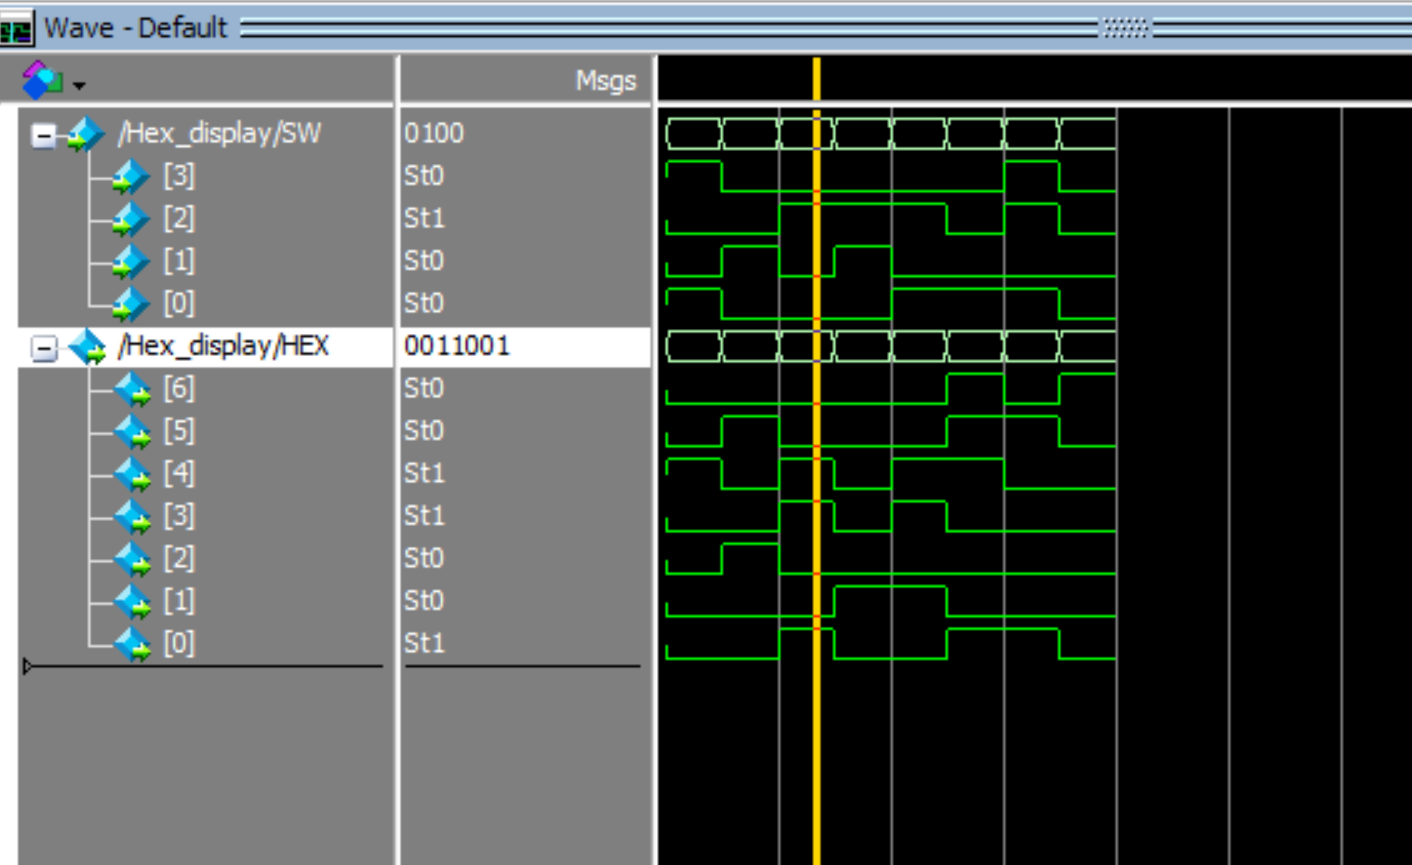 Wave - Default
Msgs
/Hex_display/SW 0100
[3] St0
[2] St1
[1] St0
[0] St0
/Hex_display/HEX 0011001
[6] St0
[5] St0
[4] St1
[3] St1
[2] St0
[1] St0
[0] St1